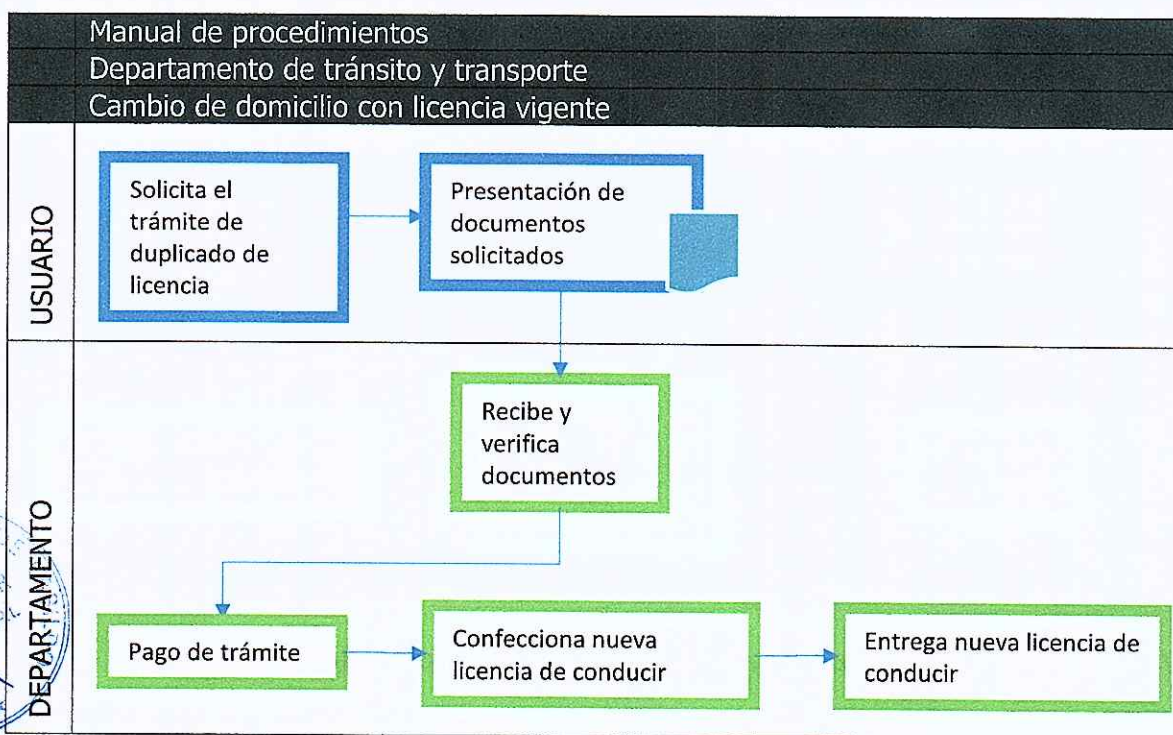 Manual de procedimientos
Departamento de tránsito y transporte
Cambio de domicilio con licencia vigente
USUARIO
Solicita el
trámite de
duplicado de
licencia
Presentación de
documentos
solicitados
DEPARTAMENTO
Recibe y
verifica
documentos
Pago de trámite
Confecciona nueva
licencia de conducir
Entrega nueva licencia de
conducir